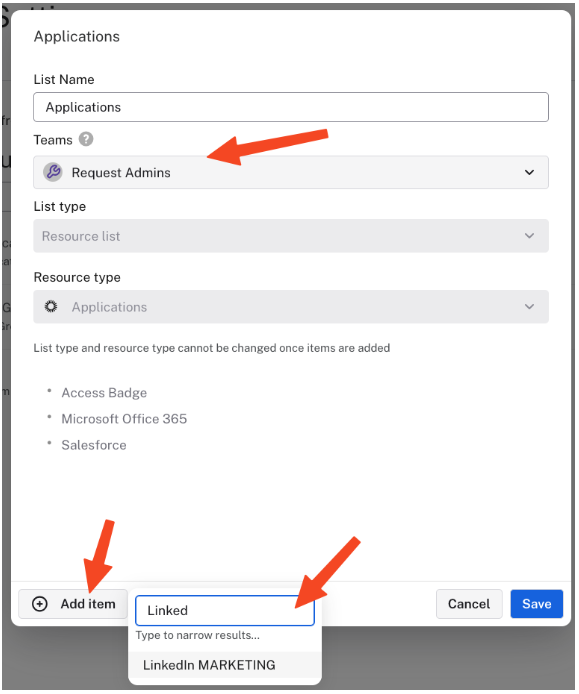 Applications
List Name
Applications
Teams ?
Request Admins
List type
Resource list
Resource type
Applications
List type and resource type cannot be changed once items are added
Access Badge
Microsoft Office 365
Salesforce
Add item
Linked
Cancel
Save
Type to narrow results...
LinkedIn MARKETING